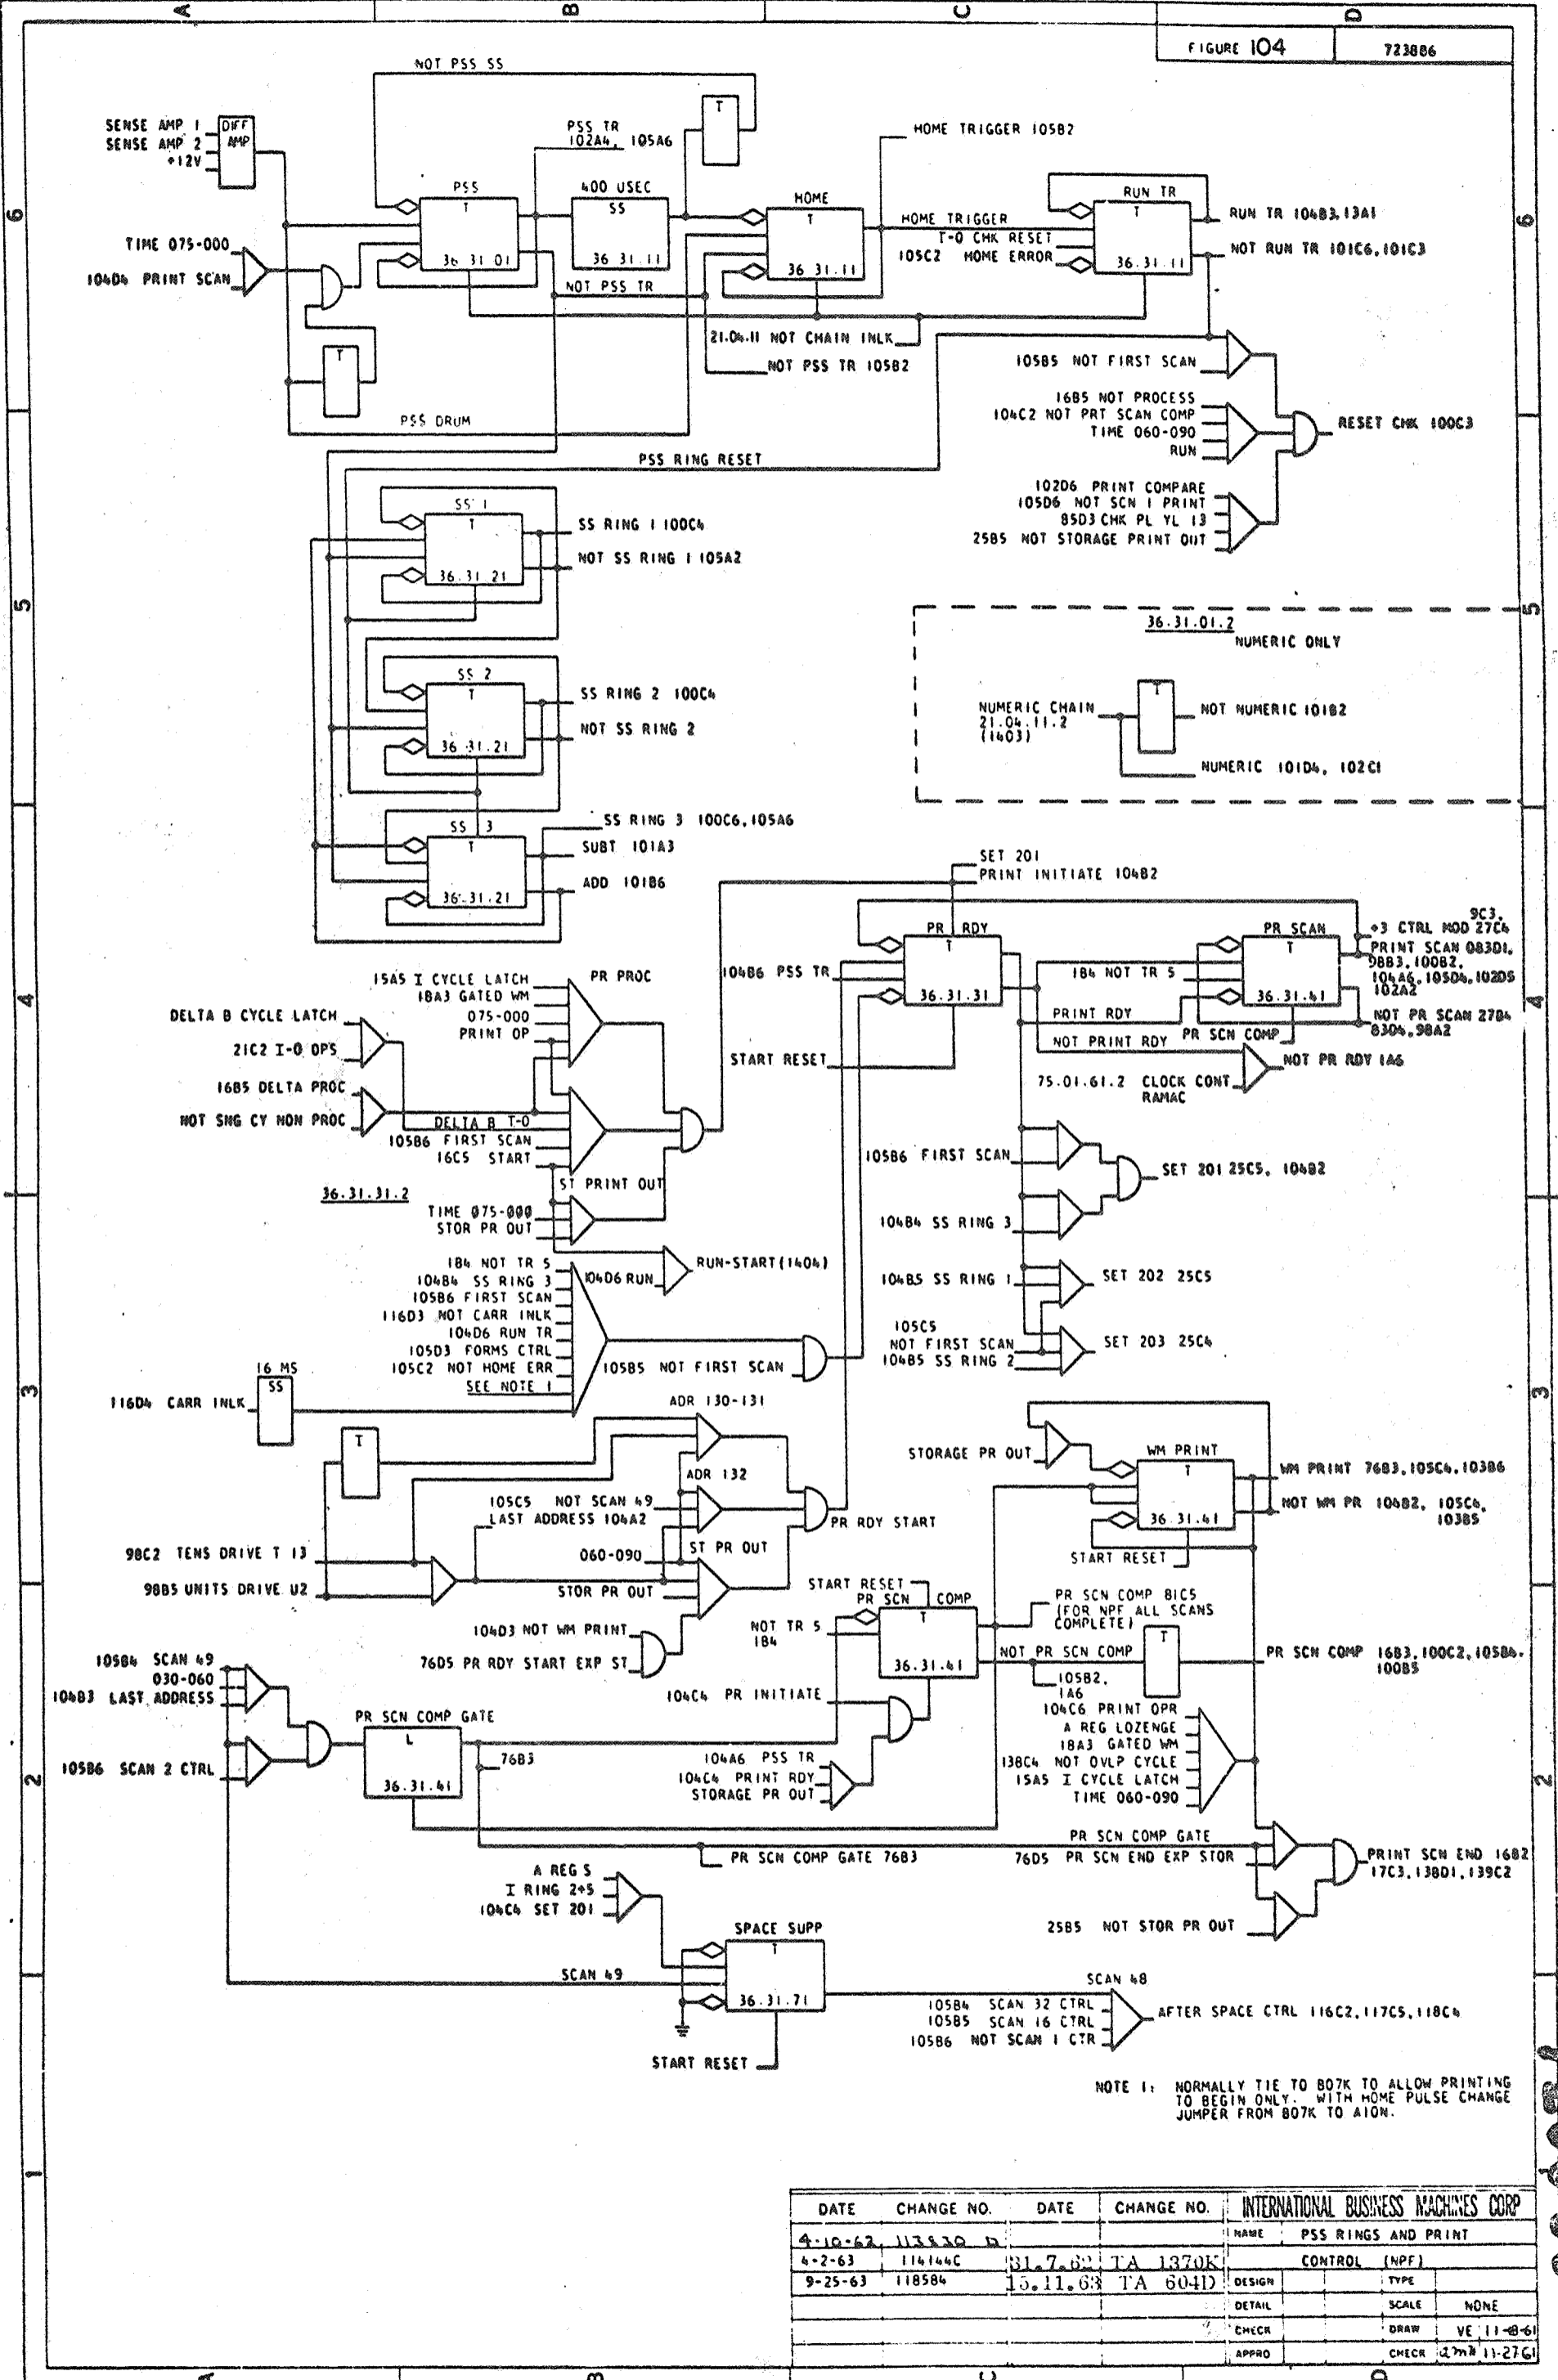 A
B
C
D
FIGURE 104
723886
NOT PSS SS
SENSE AMP 1
SENSE AMP 2
+12V
DIFF
AMP
PSS TR
102A4, 105A6
T
HOME TRIGGER 105B2
6
PSS
T
36.31.01
400 USEC
SS
36.31.11
HOME
T
36.31.11
HOME TRIGGER
T-O CHK RESET
105C2 HOME ERROR
RUN TR
T
36.31.11
RUN TR 104B3,13A1
NOT RUN TR 101C6,101C3
6
TIME 075-000
104D4 PRINT SCAN
NOT PSS TR
T
21.04.11 NOT CHAIN INLK
NOT PSS TR 105B2
105B5 NOT FIRST SCAN
PSS DRUM
16B5 NOT PROCESS
104C2 NOT PRT SCAN COMP
TIME 060-090
RUN
RESET CHK 100C3
PSS RING RESET
102D6 PRINT COMPARE
105D6 NOT SCN 1 PRINT
85D3 CHK PL YL 13
25B5 NOT STORAGE PRINT OUT
SS 1
T
36.31.21
SS RING 1 100C4
NOT SS RING 1 105A2
5
5
36.31.01.2
NUMERIC ONLY
SS 2
T
36.31.21
SS RING 2 100C4
NOT SS RING 2
NUMERIC CHAIN
21.04.11.2
(1403)
T
NOT NUMERIC 101B2
NUMERIC 101D4, 102C1
SS 3
T
36.31.21
SS RING 3 100C6,105A6
SUBT 101A3
ADD 101B6
SET 201
PRINT INITIATE 104B2
4
15A5 I CYCLE LATCH
18A3 GATED WM
075-000
PRINT OP
PR PROC
104B6 PSS TR
PR RDY
T
36.31.31
1B4 NOT TR 5
PR SCAN
T
36.31.41
9C3,
+3 CTRL MOD 27C4
PRINT SCAN 083D1,
98B3,100B2,
104A6,105D4,102D5
102A2
NOT PR SCAN 27B4
83D4,98A2
4
DELTA B CYCLE LATCH
21C2 I-O OPS
16B5 DELTA PROC
NOT SNG CY NON PROC
START RESET
PRINT RDY
NOT PRINT RDY
PR SCN COMP
NOT PR RDY 1A6
75.01.61.2 CLOCK CONT
RAMAC
DELTA B I-O
105B6 FIRST SCAN
16C5 START
ST PRINT OUT
105B6 FIRST SCAN
SET 201 25C5, 104B2
36.31.31.2
TIME 075-000
STOR PR OUT
104B4 SS RING 3
1B4 NOT TR 5
104B4 SS RING 3
105B6 FIRST SCAN
116D3 NOT CARR INLK
104D6 RUN TR
105D3 FORMS CTRL
105C2 NOT HOME ERR
SEE NOTE 1
104D6 RUN
RUN-START(1404)
104B5 SS RING 1
SET 202 25C5
105C5
NOT FIRST SCAN
104B5 SS RING 2
SET 203 25C4
105B5 NOT FIRST SCAN
3
116D4 CARR INLK
16 MS
SS
3
ADR 130-131
T
STORAGE PR OUT
WM PRINT
T
36.31.41
START RESET
WM PRINT 76B3,105C4,103B6
NOT WM PR 104B2, 105C4,
103B5
ADR 132
105C5 NOT SCAN 49
LAST ADDRESS 104A2
PR RDY START
98C2 TENS DRIVE T 13
98B5 UNITS DRIVE U2
060-090
ST PR OUT
STOR PR OUT
START RESET
PR SCN COMP
T
36.31.41
NOT TR 5
1B4
PR SCN COMP 81C5
(FOR NPF ALL SCANS
COMPLETE)
104D3 NOT WM PRINT
76D5 PR RDY START EXP ST
NOT PR SCN COMP
T
PR SCN COMP 16B3,100C2,105B4,
100B5
105B2,
1A6
105B4 SCAN 49
030-060
104B3 LAST ADDRESS
105B6 SCAN 2 CTRL
PR SCN COMP GATE
L
36.31.41
104C4 PR INITIATE
76B3
104A6 PSS TR
104C4 PRINT RDY
STORAGE PR OUT
104C6 PRINT OPR
A REG LOZENGE
18A3 GATED WM
138C4 NOT OVLP CYCLE
15A5 I CYCLE LATCH
TIME 060-090
2
2
PR SCN COMP GATE 76B3
PR SCN COMP GATE
76D5 PR SCN END EXP STOR
PRINT SCN END 16B2
17C3,138D1,139C2
A REG S
I RING 2+5
104C4 SET 201
25B5 NOT STOR PR OUT
SPACE SUPP
T
36.31.71
SCAN 49
START RESET
SCAN 48
105B4 SCAN 32 CTRL
105B5 SCAN 16 CTRL
105B6 NOT SCAN 1 CTR
AFTER SPACE CTRL 116C2,117C5,118C4
NOTE 1: NORMALLY TIE TO B07K TO ALLOW PRINTING
TO BEGIN ONLY. WITH HOME PULSE CHANGE
JUMPER FROM B07K TO A10N.
1
DATE CHANGE NO. DATE CHANGE NO. INTERNATIONAL BUSINESS MACHINES CORP
4-10-62 113830 NAME PSS RINGS AND PRINT
4-2-63 114144C 31.7.62 TA 1370K CONTROL (NPF)
9-25-63 118584 15.11.63 TA 604D DESIGN TYPE
DETAIL SCALE NONE
CHECK DRAW VE 11-8-61
APPRO CHECK 11-27-61
A
B
C
D